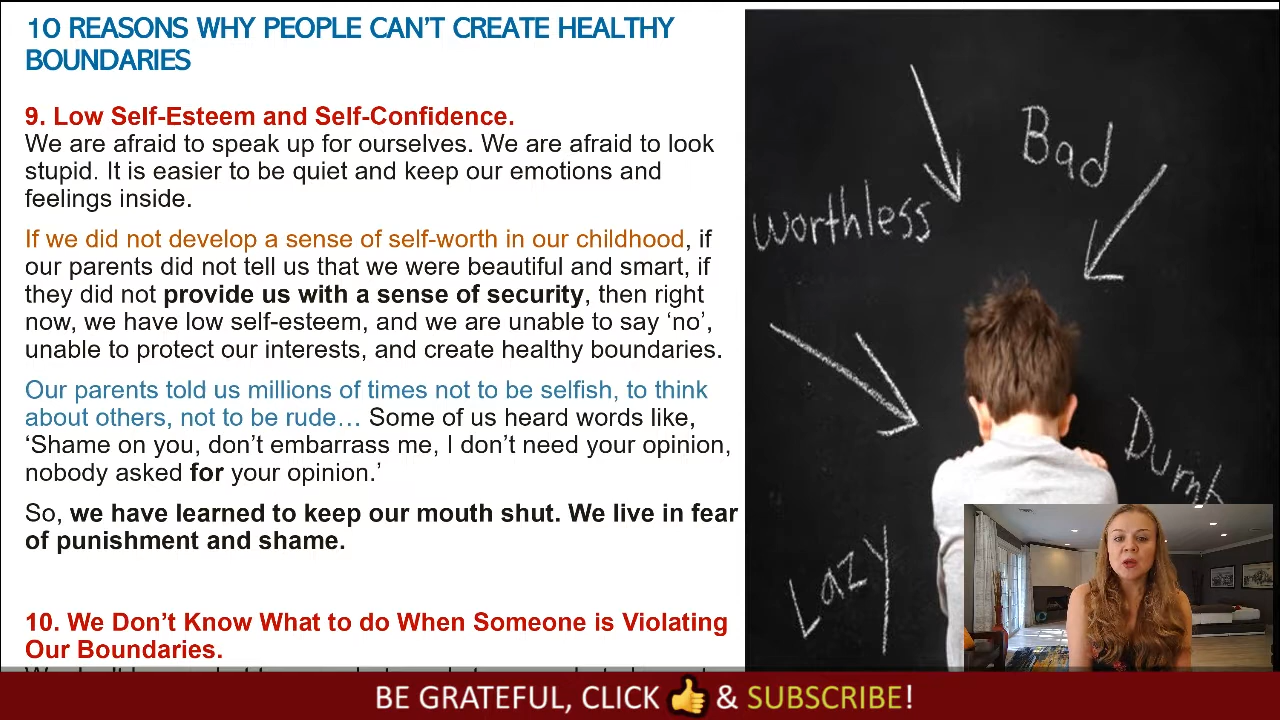 10 REASONS WHY PEOPLE CAN'T CREATE HEALTHY
BOUNDARIES
9. Low Self-Esteem and Self-Confidence.
We are afraid to speak up for ourselves. We are afraid to look
stupid. It is easier to be quiet and keep our emotions and
feelings inside.
If we did not develop a sense of self-worth in our childhood, if
our parents did not tell us that we were beautiful and smart, if
they did not provide us with a sense of security, then right
now, we have low self-esteem, and we are unable to say ‘no’,
unable to protect our interests, and create healthy boundaries.
Our parents told us millions of times not to be selfish, to think
about others, not to be rude… Some of us heard words like,
‘Shame on you, don’t embarrass me, I don’t need your opinion,
nobody asked for your opinion.’
So, we have learned to keep our mouth shut. We live in fear
of punishment and shame.
10. We Don’t Know What to do When Someone is Violating
Our Boundaries.
Bad
worthless
Dumb
Lazy
BE GRATEFUL, CLICK & SUBSCRIBE!